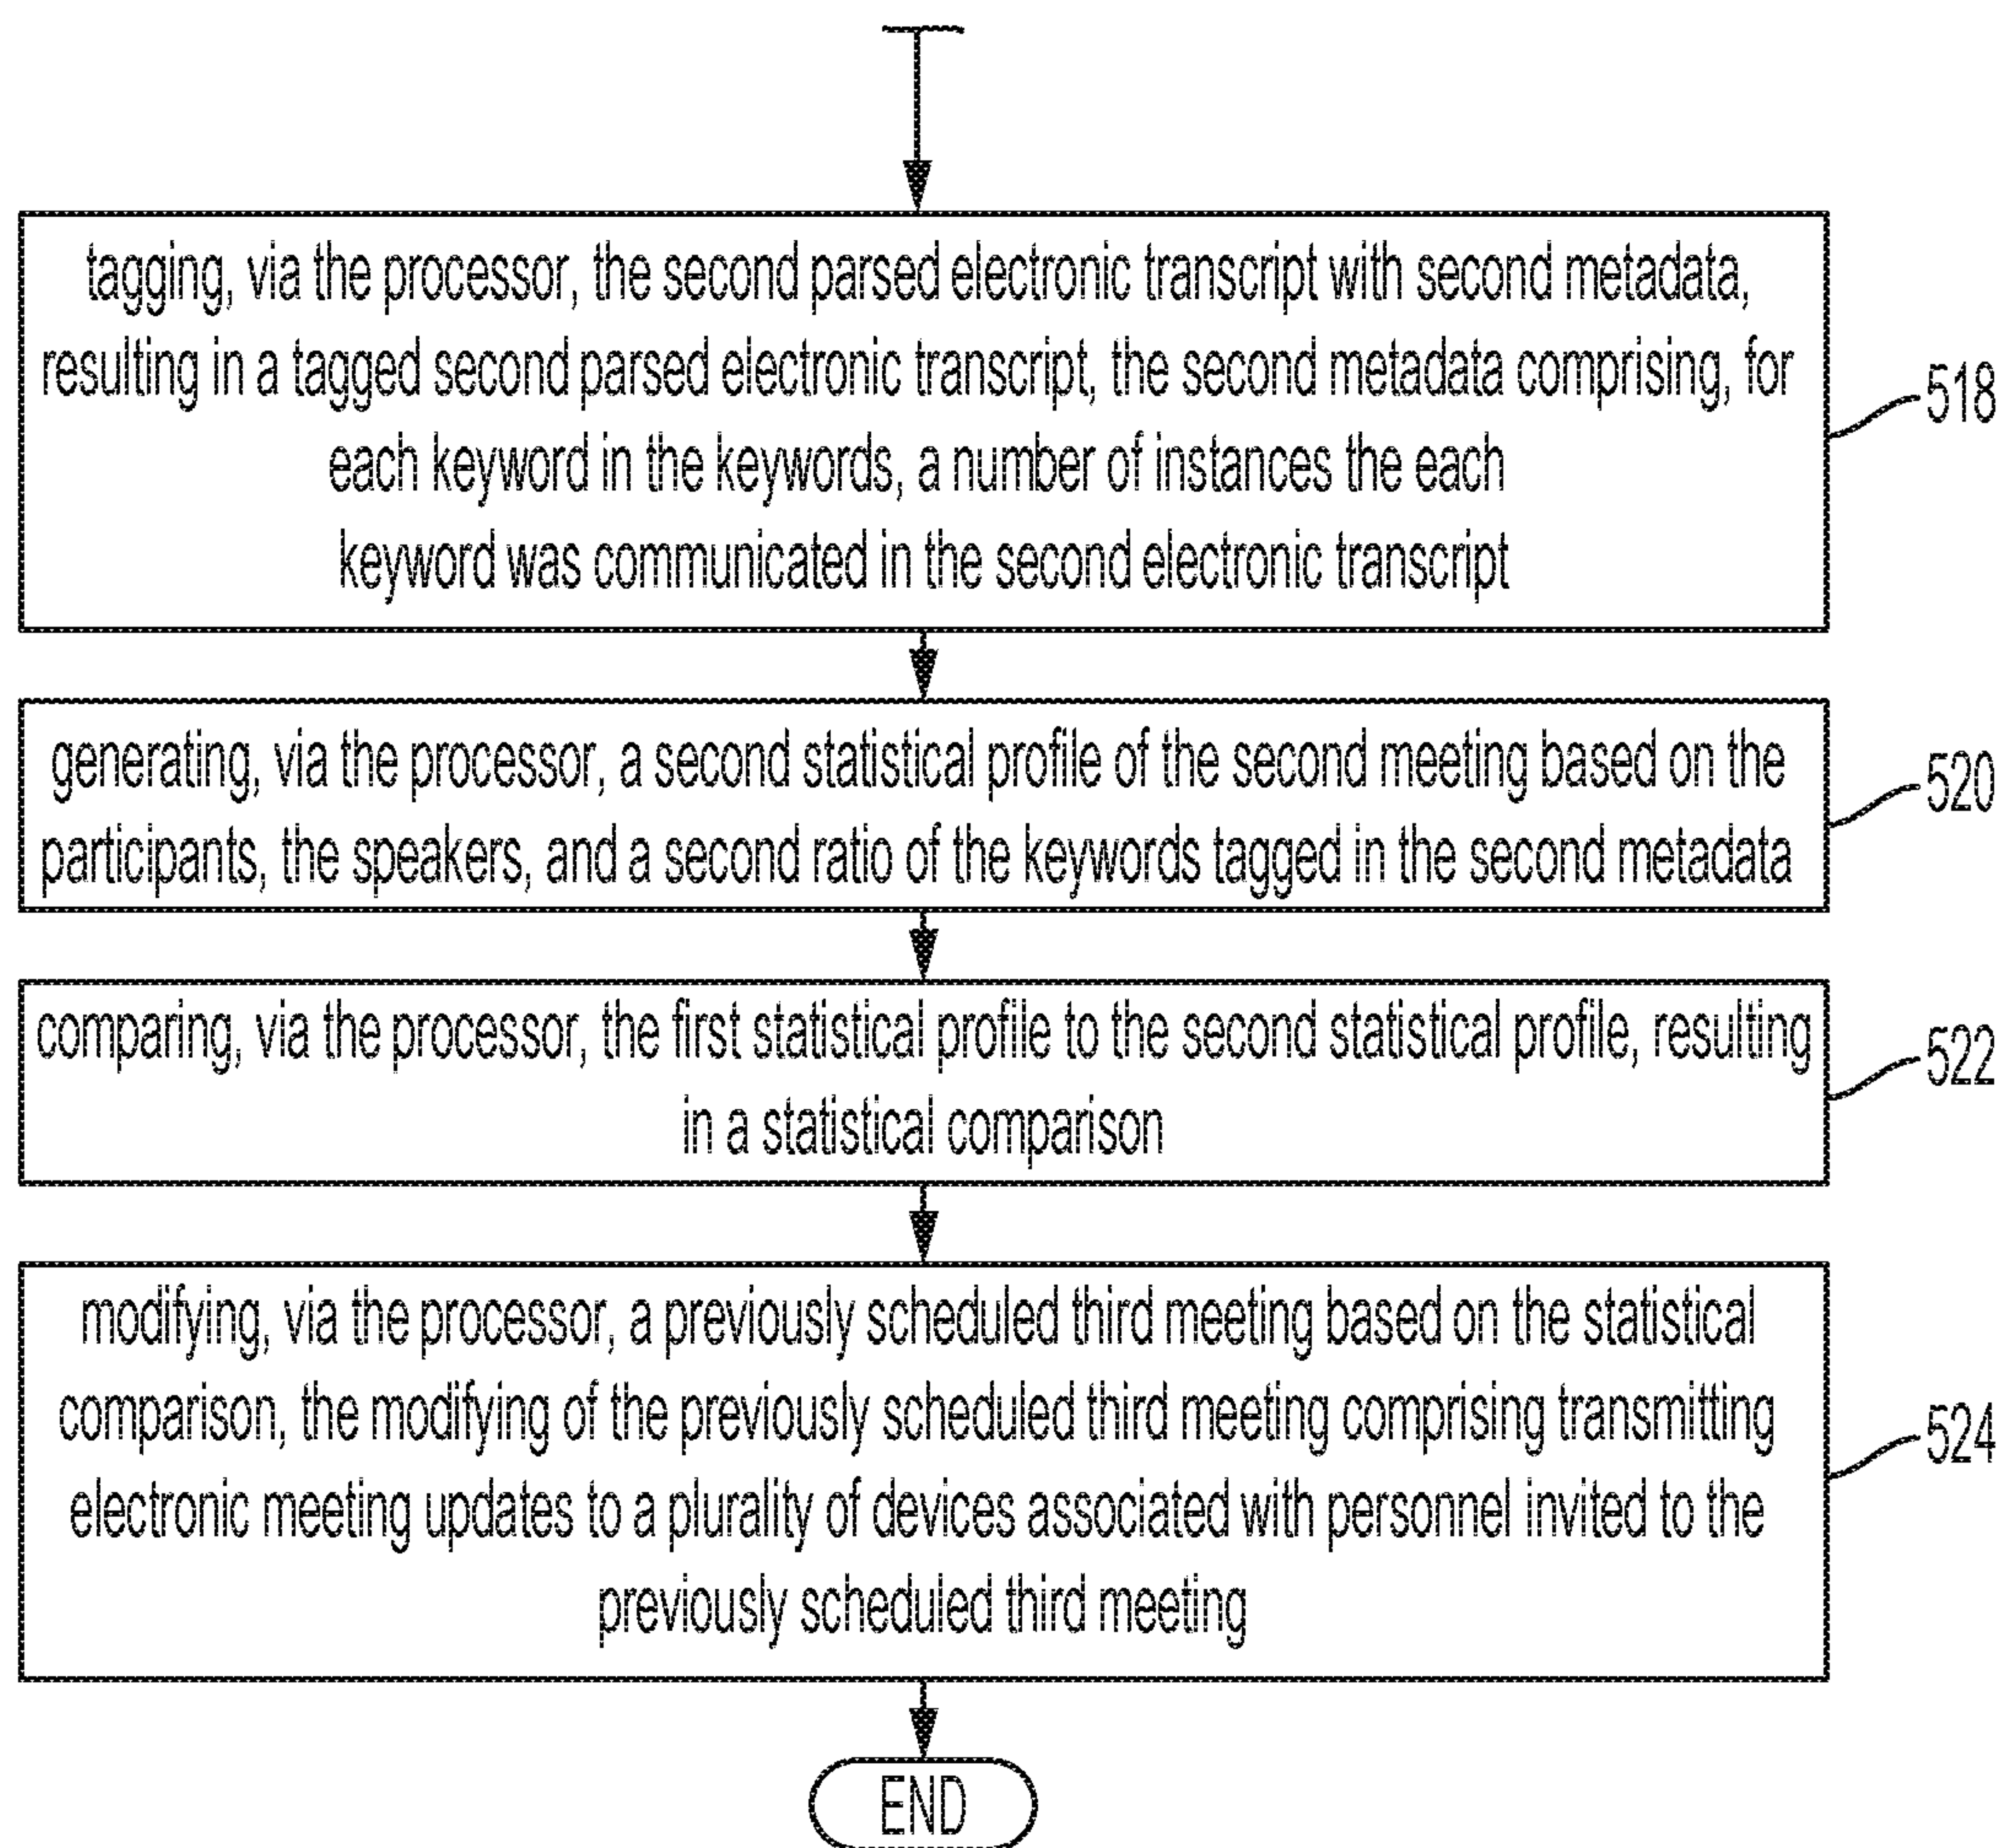 tagging, via the processor, the second parsed electronic transcript with second metadata,
resulting in a tagged second parsed electronic transcript, the second metadata comprising, for
each keyword in the keywords, a number of instances the each
keyword was communicated in the second electronic transcript
518
generating, via the processor, a second statistical profile of the second meeting based on the
participants, the speakers, and a second ratio of the keywords tagged in the second metadata
520
comparing, via the processor, the first statistical profile to the second statistical profile, resulting
in a statistical comparison
522
modifying, via the processor, a previously scheduled third meeting based on the statistical
comparison, the modifying of the previously scheduled third meeting comprising transmitting
electronic meeting updates to a plurality of devices associated with personnel invited to the
previously scheduled third meeting
524
END